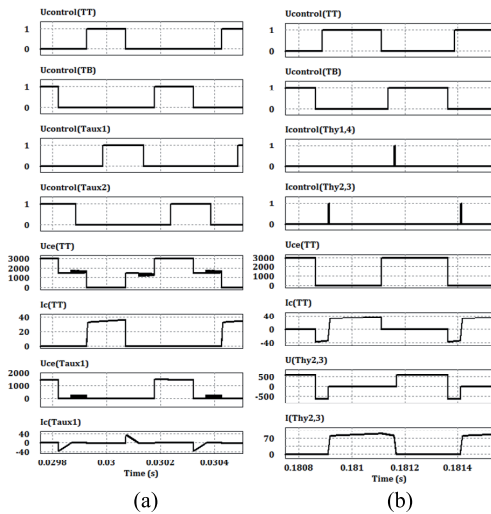 Ucontrol(TT)
1
0
Ucontrol(TB)
1
0
Ucontrol(Taux1)
1
0
Ucontrol(Taux2)
1
0
Uce(TT)
3000
2000
1000
0
Ic(TT)
40
20
0
Uce(Taux1)
2000
1000
0
Ic(Taux1)
40
0
-40
0.0298 0.03 0.0302 0.0304
Time (s)
(a)
Ucontrol(TT)
1
0
Ucontrol(TB)
1
0
Icontrol(Thy1,4)
1
0
Icontrol(Thy2,3)
1
0
Uce(TT)
3000
2000
1000
0
Ic(TT)
40
0
-40
U(Thy2,3)
500
0
-500
I(Thy2,3)
70
0
0.1808 0.181 0.1812 0.1814
Time (s)
(b)